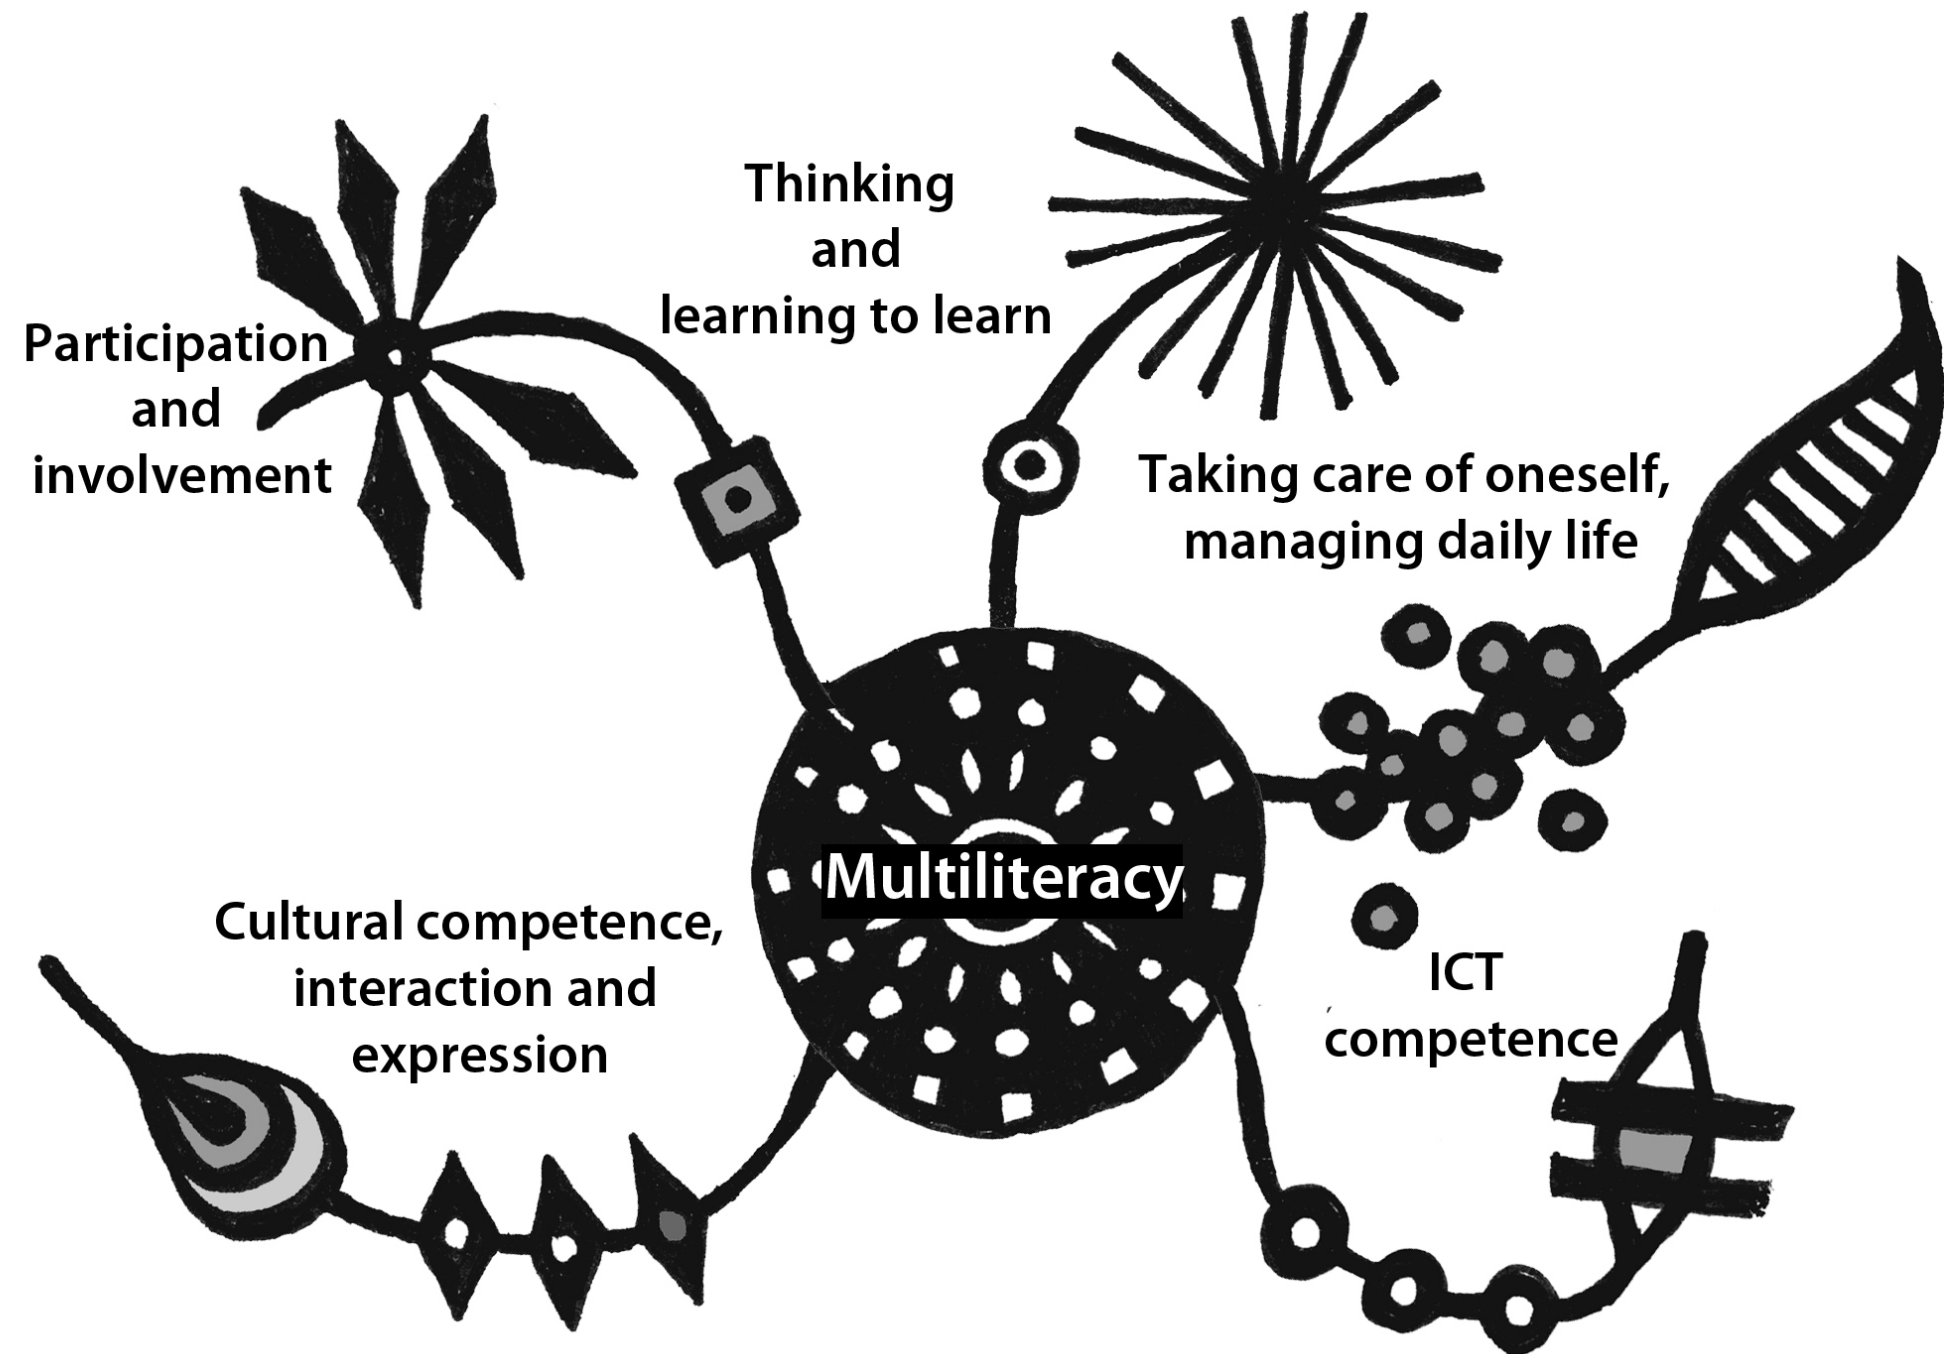 Thinking
and
learning to learn
Participation
and
involvement
Taking care of oneself,
managing daily life
Multiliteracy
Cultural competence,
interaction and
expression
ICT
competence